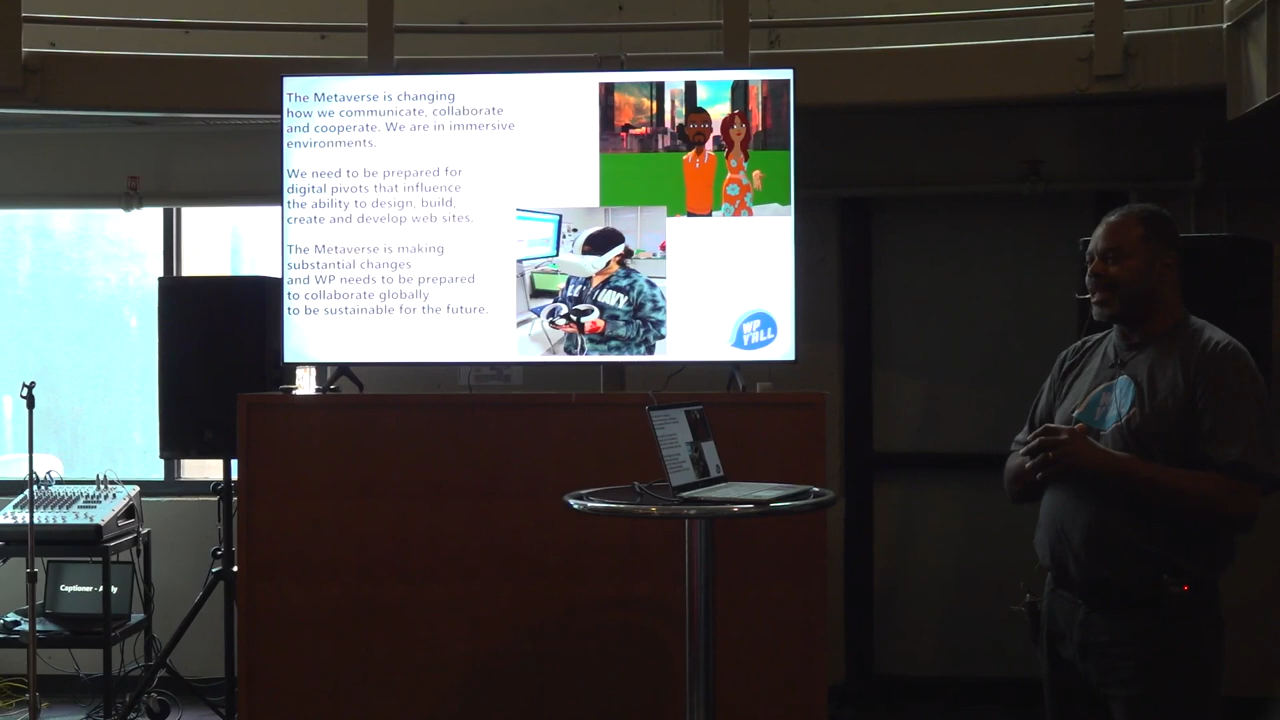 The Metaverse is changing
how we communicate, collaborate
and cooperate. We are in immersive
environments.
We need to be prepared for
digital pivots that influence
the ability to design, build,
create and develop web sites.
The Metaverse is making
substantial changes
and WP needs to be prepared
to collaborate globally
to be sustainable for the future.
NAVY
WP
Y'ALL
Captioner -